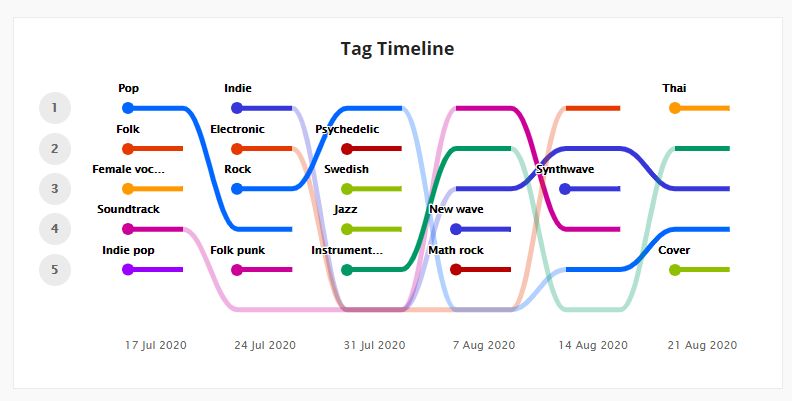 Tag Timeline
Pop Indie Thai
1
Folk Electronic Psychedelic
2
Female voc... Rock Swedish Synthwave
3
Soundtrack Jazz New wave
4
Indie pop Folk punk Instrument... Math rock Cover
5
17 Jul 2020 24 Jul 2020 31 Jul 2020 7 Aug 2020 14 Aug 2020 21 Aug 2020